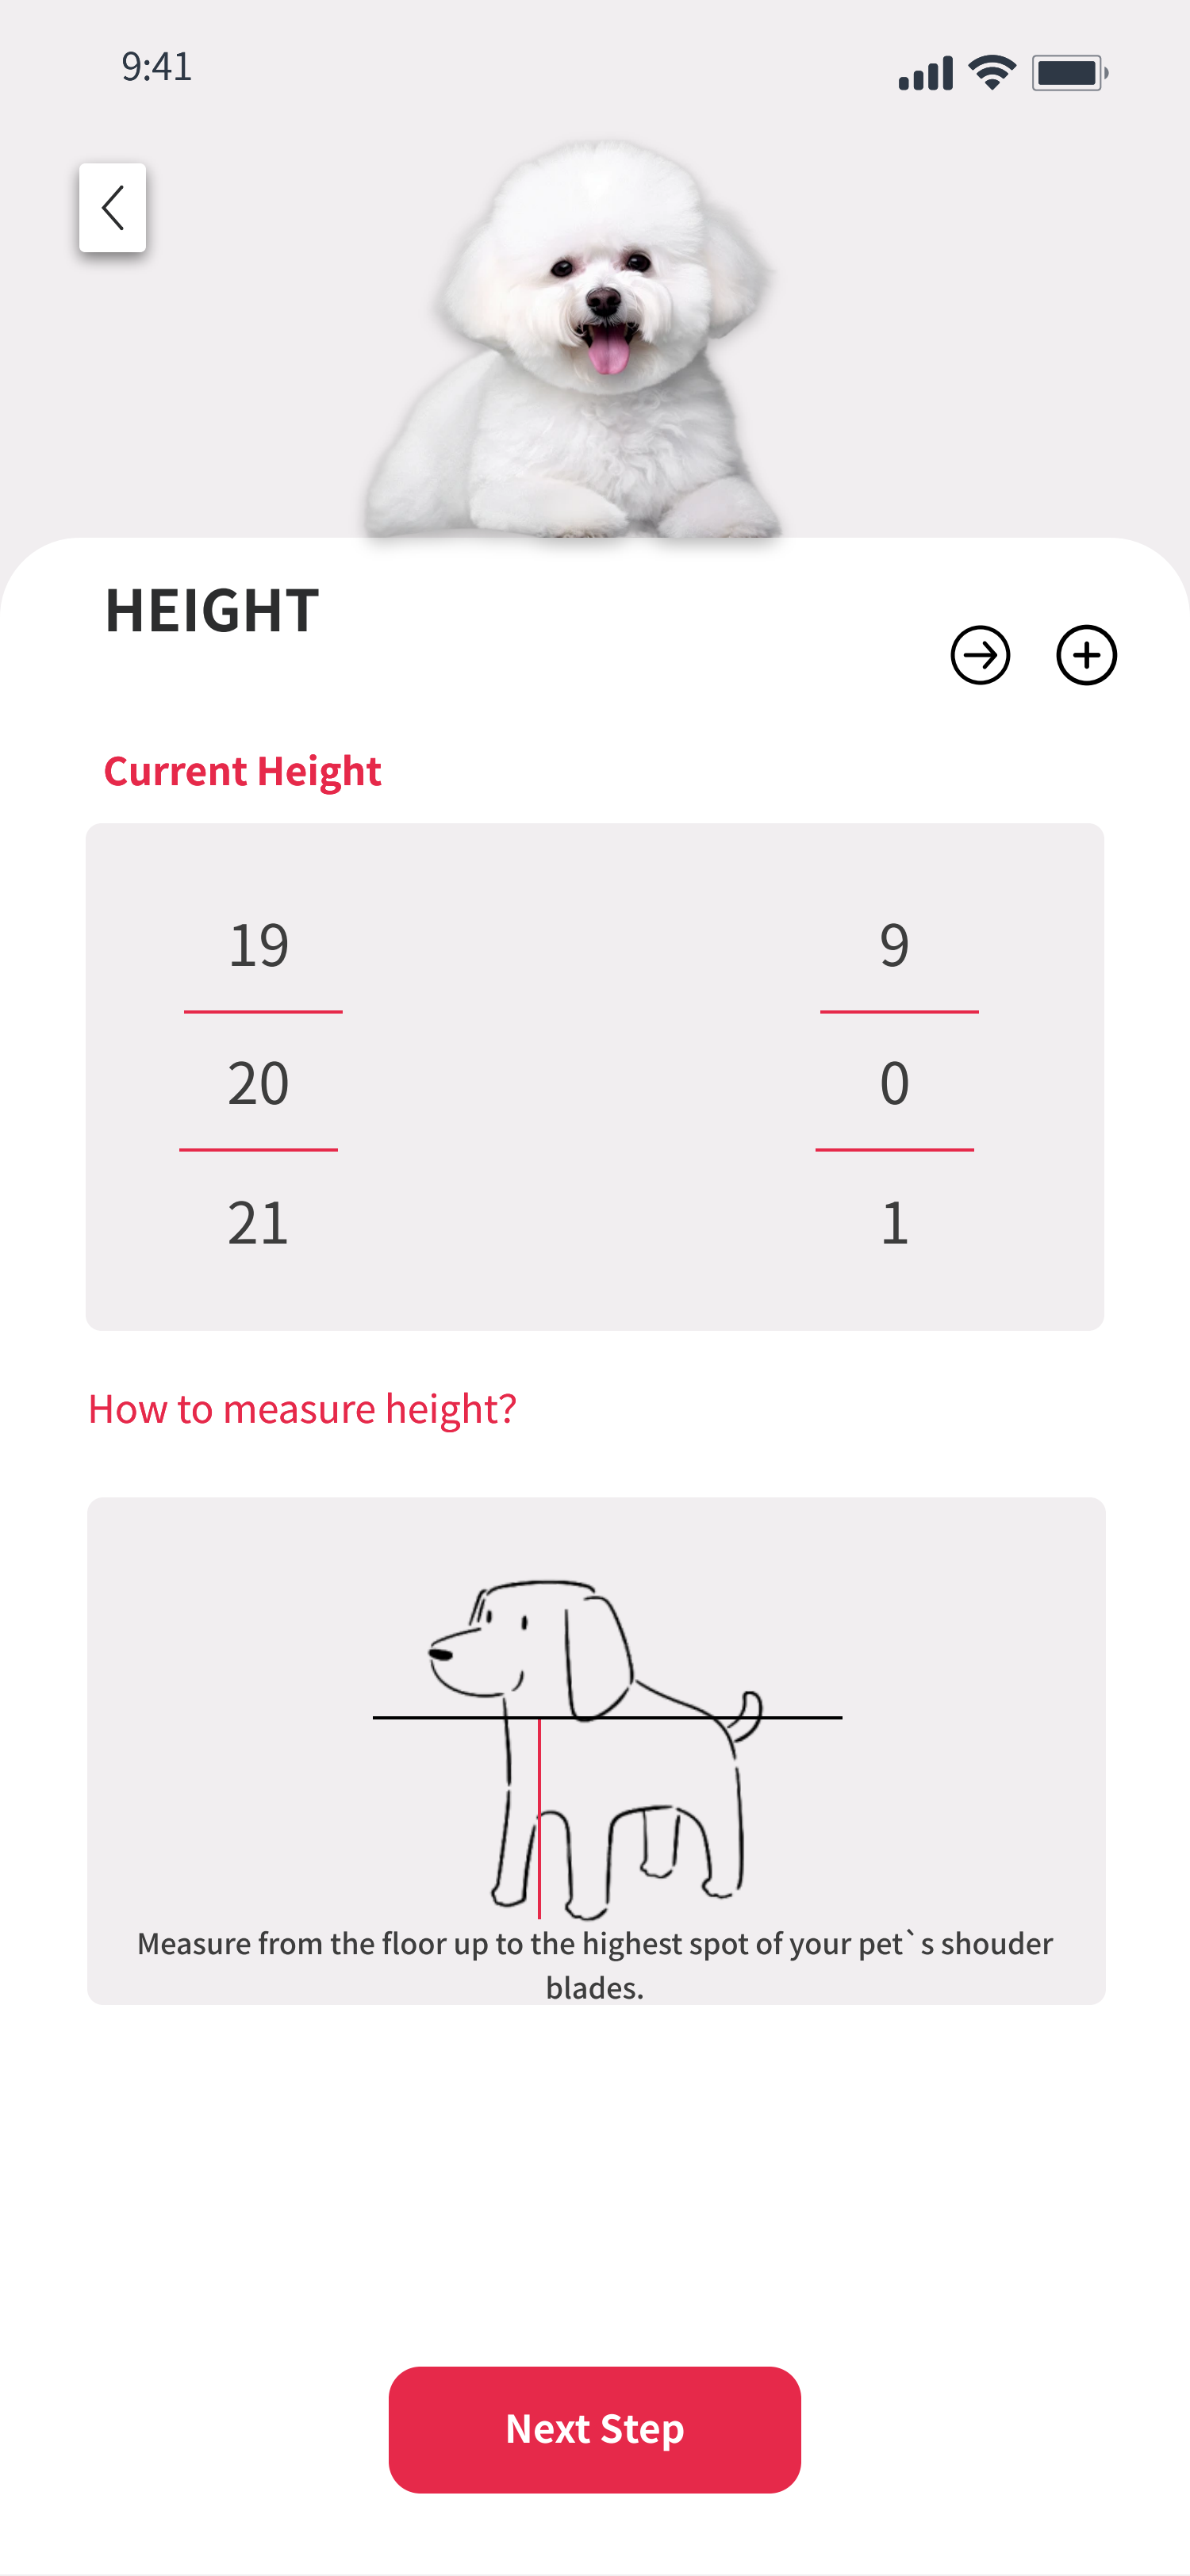 9:41
HEIGHT
Current Height
19 9
20 0
21 1
How to measure height?
Measure from the floor up to the highest spot of your pet`s shouder
blades.
Next Step